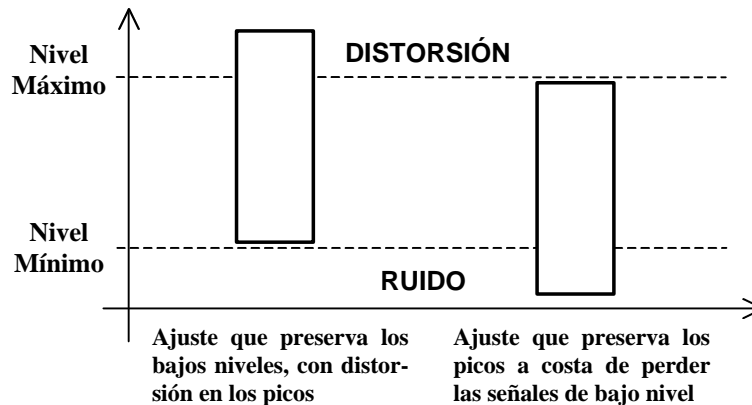 Nivel
Máximo
DISTORSIÓN
Nivel
Mínimo
RUIDO
Ajuste que preserva los
bajos niveles, con distor-
sión en los picos
Ajuste que preserva los
picos a costa de perder
las señales de bajo nivel